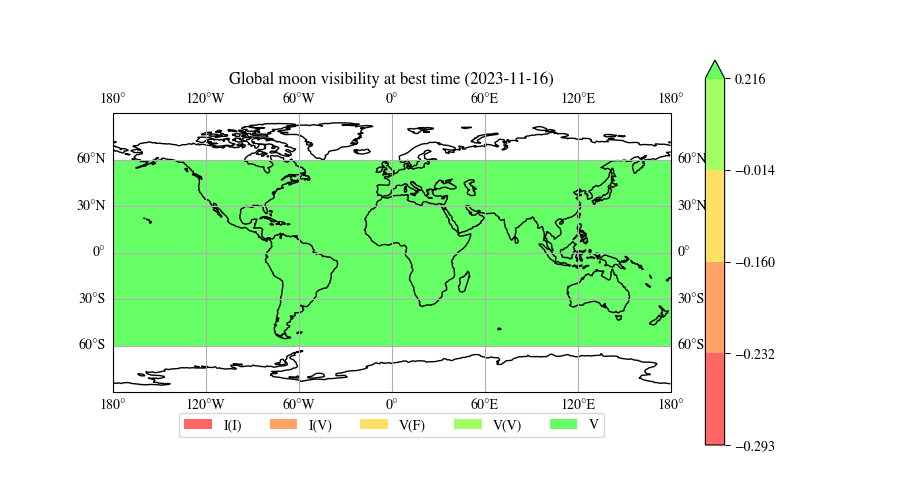 Global moon visibility at best time (2023-11-16)
180° 120°W 60°W 0° 60°E 120°E 180°
60°N 60°N
30°N 30°N
0° 0°
30°S 30°S
60°S 60°S
180° 120°W 60°W 0° 60°E 120°E 180°
I(I) I(V) V(F) V(V) V
0.216
−0.014
−0.160
−0.232
−0.293